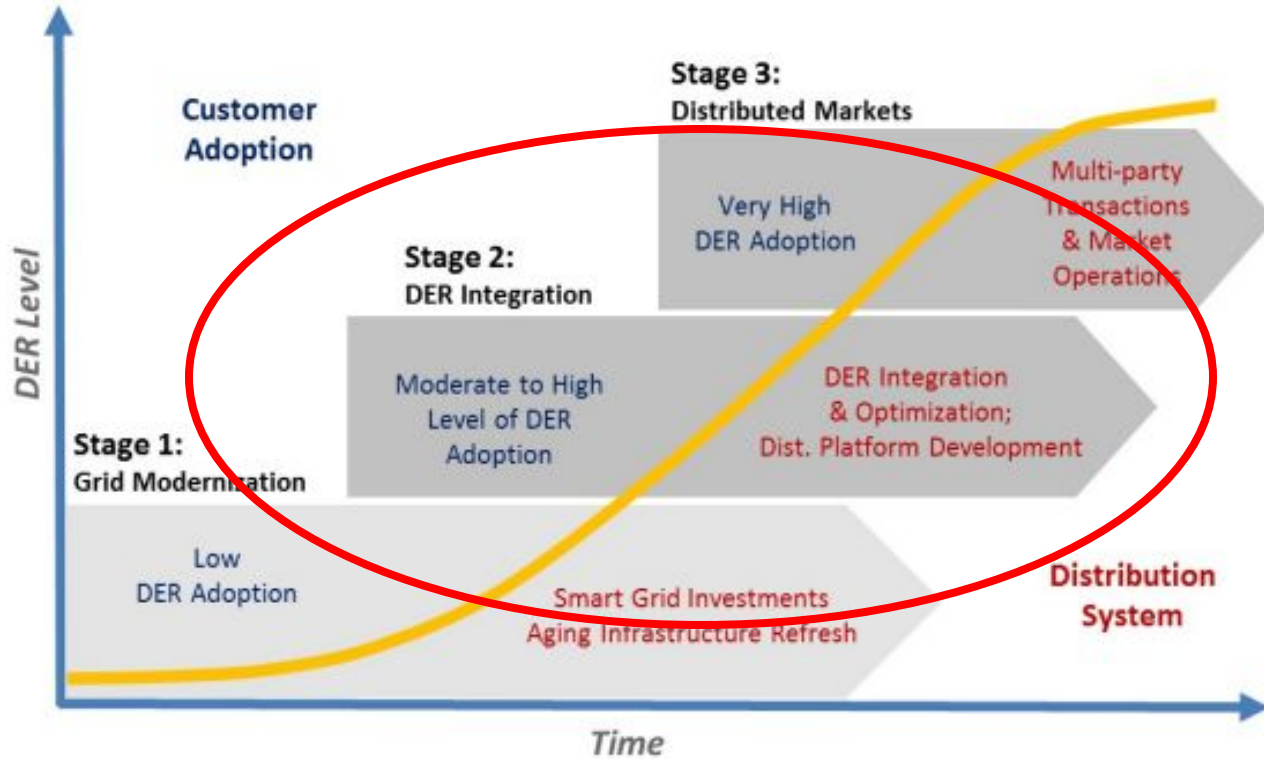 Customer
Adoption
Stage 3:
Distributed Markets
Very High
DER Adoption
Multi-party
Transactions
& Market
Operations
Stage 2:
DER Integration
Moderate to High
Level of DER
Adoption
DER Integration
& Optimization;
Dist. Platform Development
Stage 1:
Grid Modernization
Low
DER Adoption
Smart Grid Investments
Aging Infrastructure Refresh
Distribution
System
DER Level
Time